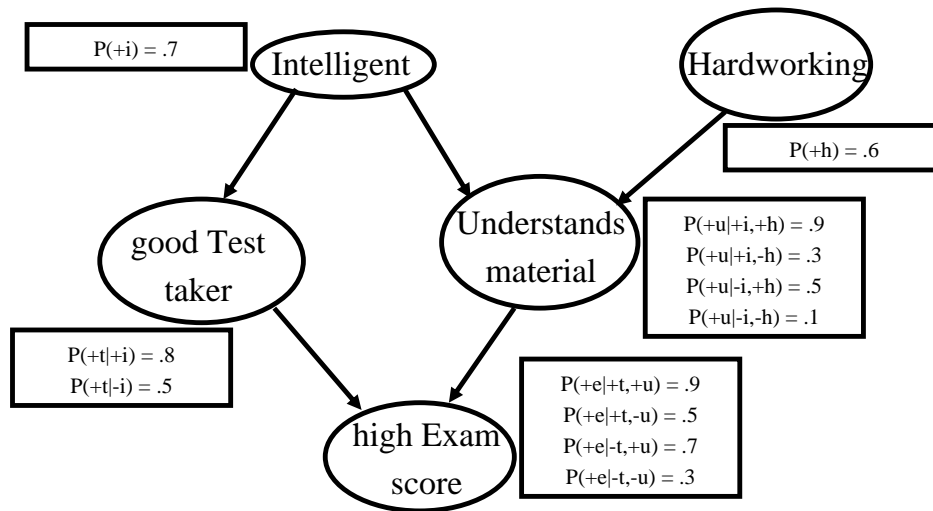 P(+i) = .7
Intelligent
Hardworking
P(+h) = .6
good Test
taker
Understands
material
P(+u|+i,+h) = .9
P(+u|+i,-h) = .3
P(+u|-i,+h) = .5
P(+u|-i,-h) = .1
P(+t|+i) = .8
P(+t|-i) = .5
high Exam
score
P(+e|+t,+u) = .9
P(+e|+t,-u) = .5
P(+e|-t,+u) = .7
P(+e|-t,-u) = .3